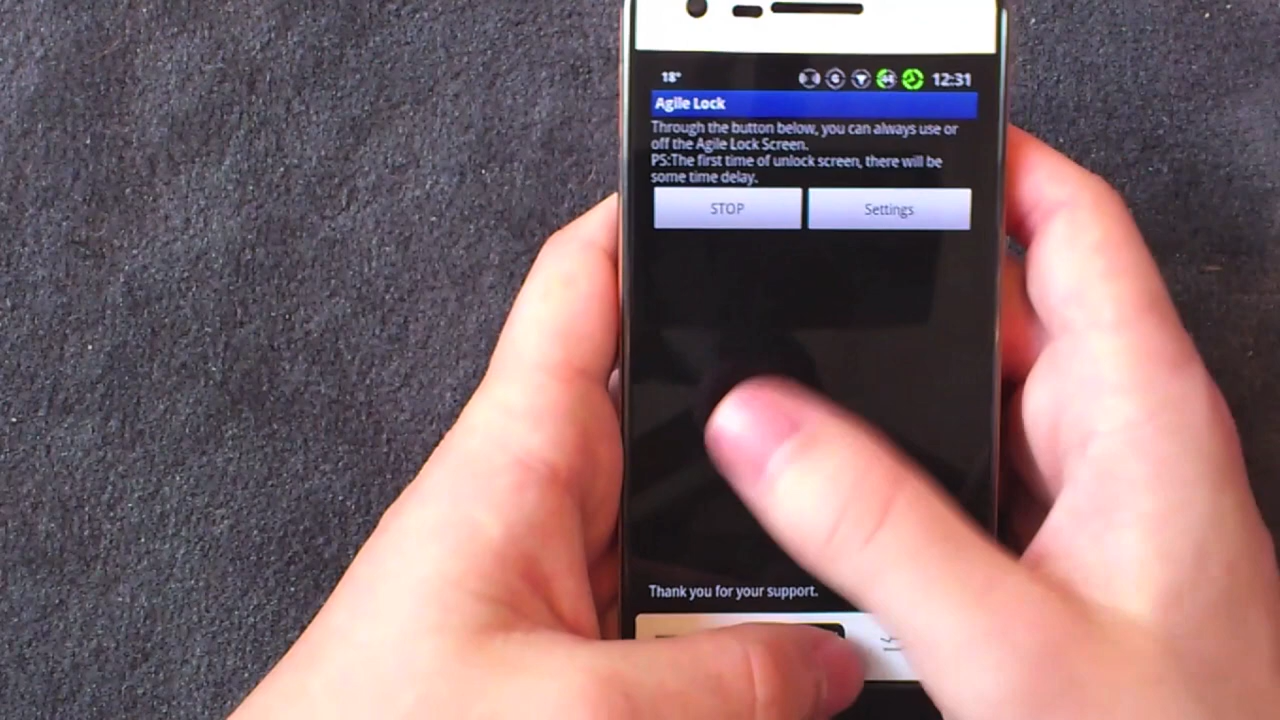 18°
12:31
Agile Lock
Through the button below, you can always use or
off the Agile Lock Screen.
PS:The first time of unlock screen, there will be
some time delay.
STOP
Settings
Thank you for your support.